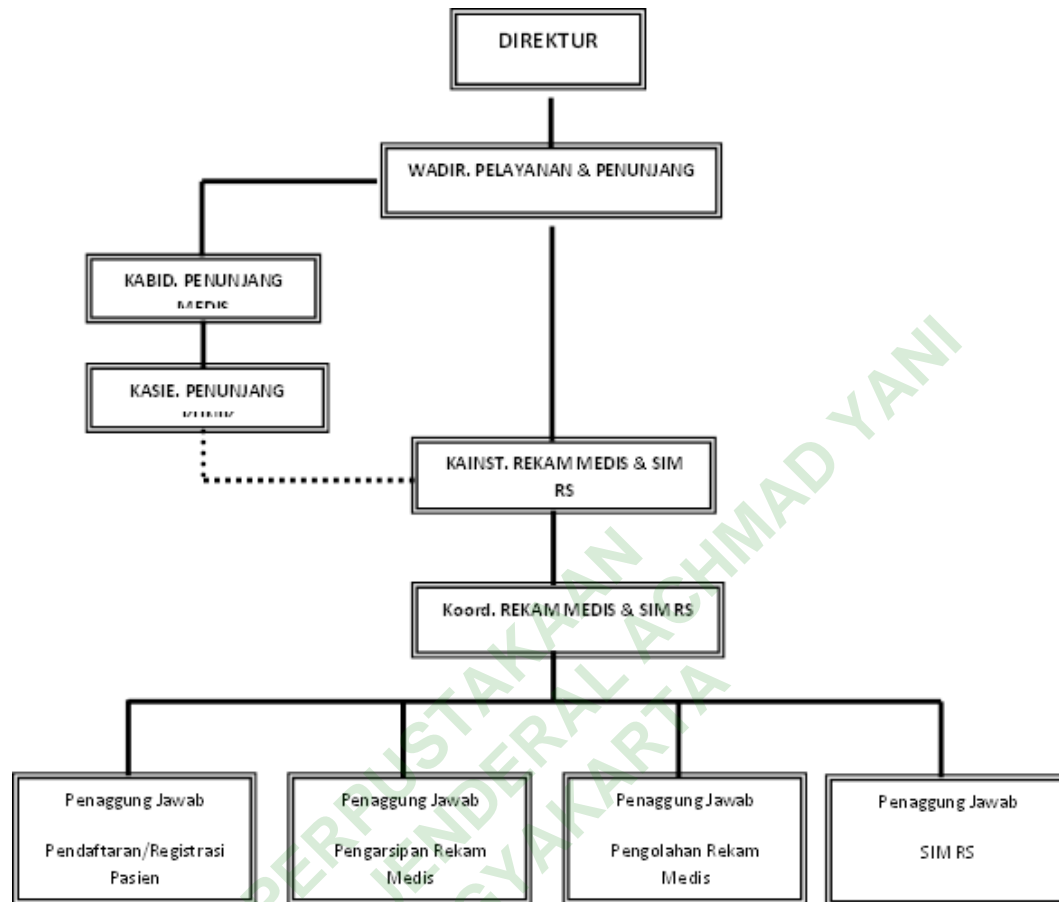 DIREKTUR
WADIR. PELAYANAN & PENUNJANG
KABID. PENUNJANG
MEDIS
KASIE. PENUNJANG
KAINST. REKAM MEDIS & SIM
RS
Koord. REKAM MEDIS & SIM RS
Penaggung Jawab
Pendaftaran/Registrasi
Pasien
Penaggung Jawab
Pengarsipan Rekam
Medis
Penaggung Jawab
Pengolahan Rekam
Medis
Penaggung Jawab
SIM RS
PERPUSTAKAAN
JENDERAL ACHMAD YANI
GYAKARTA